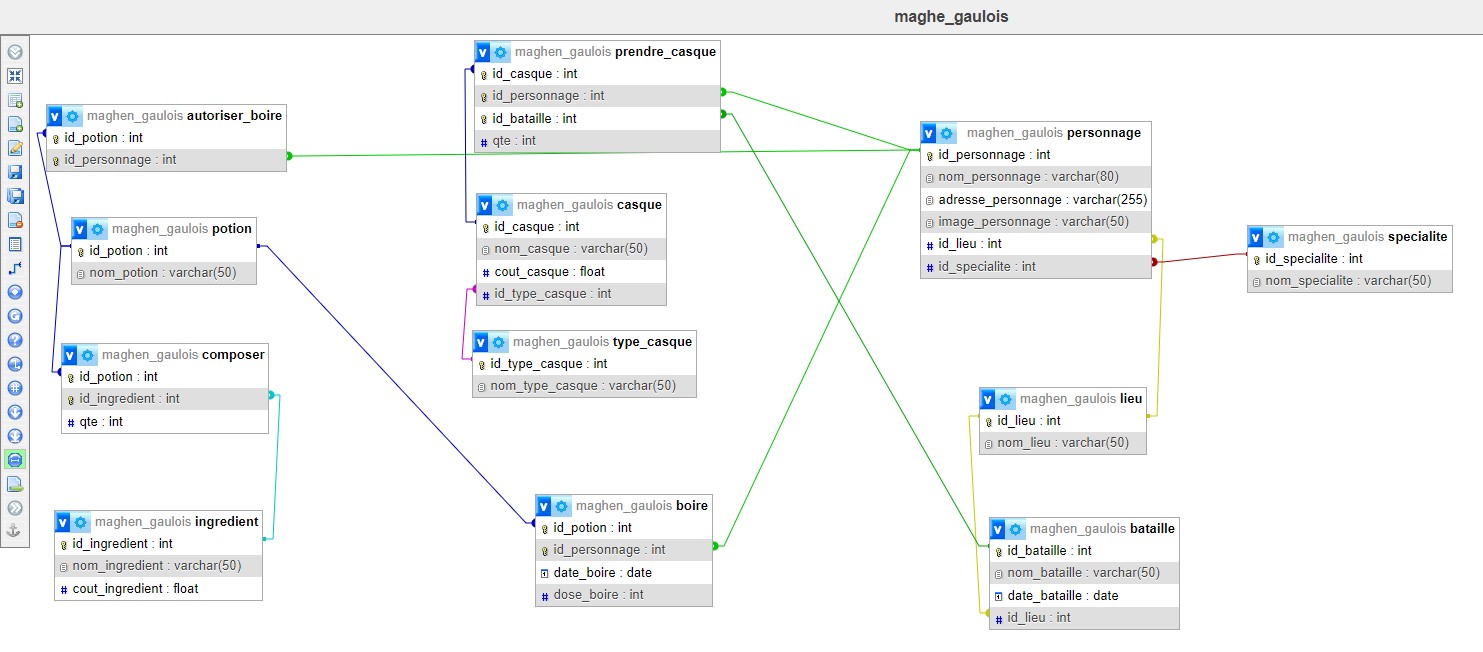 maghe_gaulois
maghen_gaulois prendre_casque
id_casque : int
id_personnage : int
id_bataille : int
# qte : int
maghen_gaulois autoriser_boire
id_potion : int
id_personnage : int
maghen_gaulois personnage
id_personnage : int
nom_personnage : varchar(80)
adresse_personnage : varchar(255)
image_personnage : varchar(50)
# id_lieu : int
# id_specialite : int
maghen_gaulois casque
id_casque : int
nom_casque : varchar(50)
# cout_casque : float
# id_type_casque : int
maghen_gaulois potion
id_potion : int
nom_potion : varchar(50)
maghen_gaulois specialite
id_specialite : int
nom_specialite : varchar(50)
maghen_gaulois type_casque
id_type_casque : int
nom_type_casque : varchar(50)
maghen_gaulois composer
id_potion : int
id_ingredient : int
# qte : int
maghen_gaulois lieu
id_lieu : int
nom_lieu : varchar(50)
maghen_gaulois boire
id_potion : int
id_personnage : int
date_boire : date
# dose_boire : int
maghen_gaulois ingredient
id_ingredient : int
nom_ingredient : varchar(50)
# cout_ingredient : float
maghen_gaulois bataille
id_bataille : int
nom_bataille : varchar(50)
date_bataille : date
# id_lieu : int